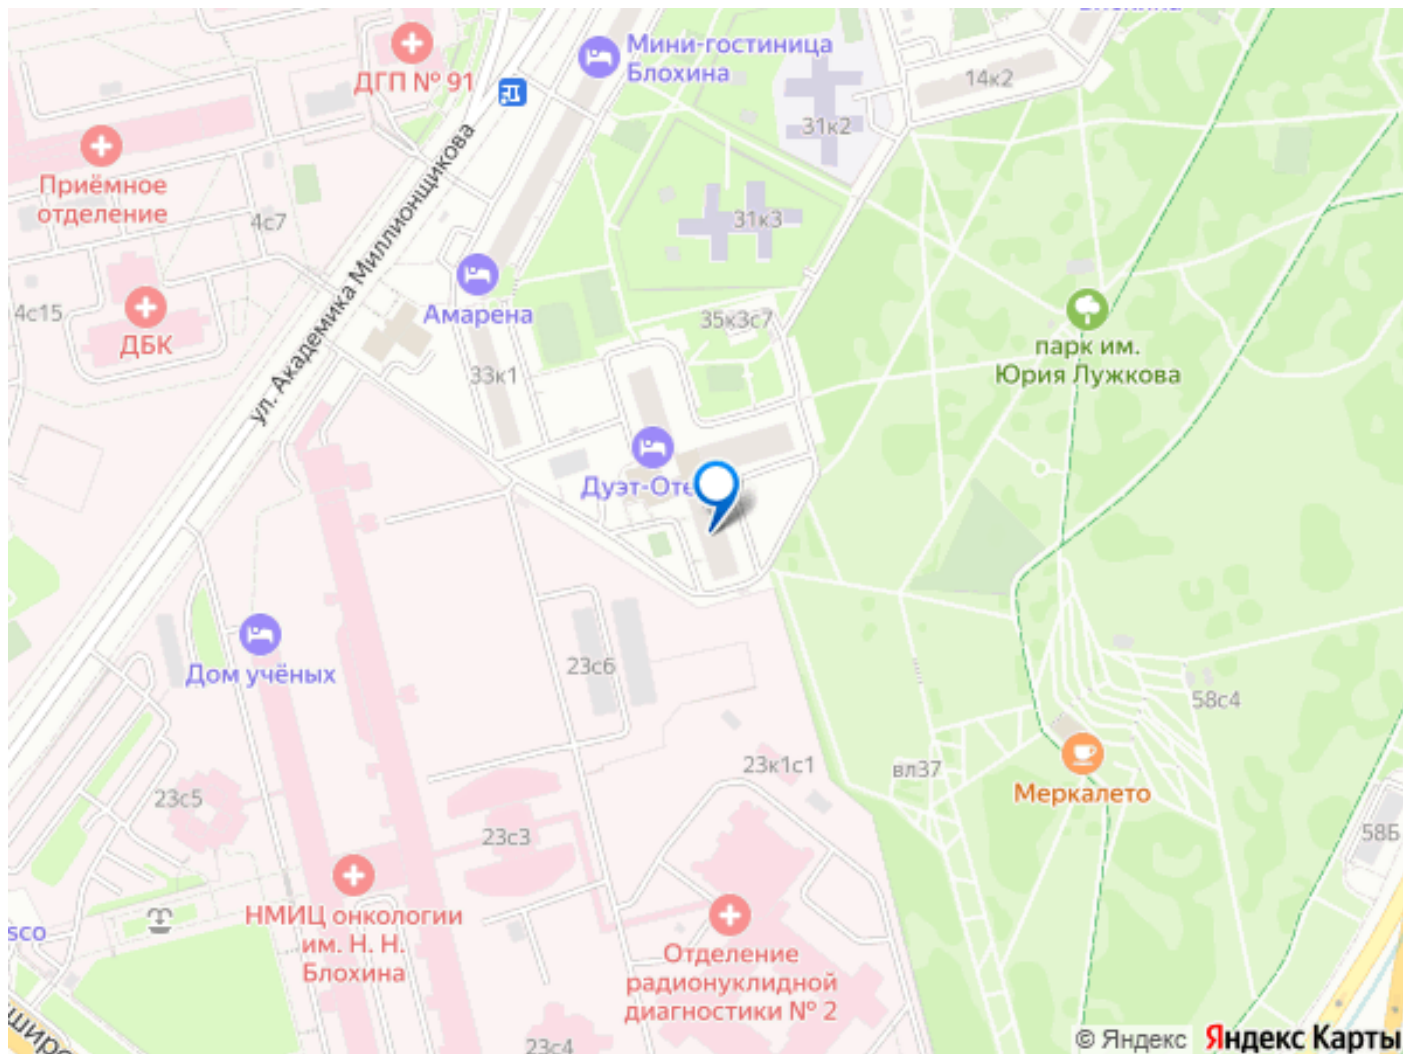 Мини-гостиница
Блохина
ДГП № 91
14к2
31к2
Приёмное
отделение
4с7
ул. Академика Миллионщикова
31к3
4с15
ДБК
Амарена
35к3с7
33к1
парк им.
Юрия Лужкова
Дуэт-Оте
Дом учёных
23с6
58с4
23к1с1
вл37
Меркалето
23с5
23с3
58Б
НМИЦ онкологии
им. Н. Н.
Блохина
sco
Отделение
радионуклидной
диагностики № 2
23с4
© Яндекс Яндекс Карты